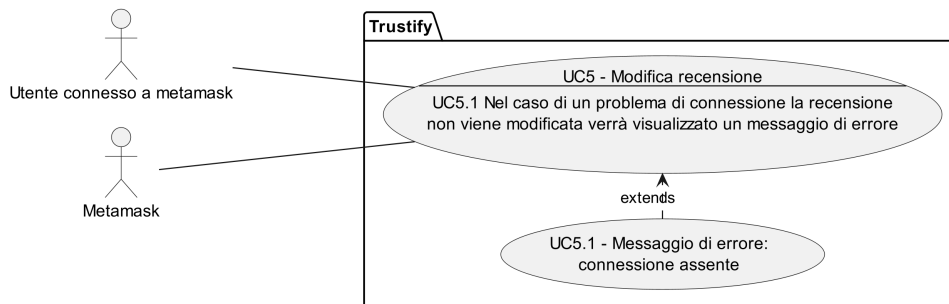 Trustify
Utente connesso a metamask
UC5 - Modifica recensione
UC5.1 Nel caso di un problema di connessione la recensione
non viene modificata verrà visualizzato un messaggio di errore
Metamask
extends
UC5.1 - Messaggio di errore:
connessione assente